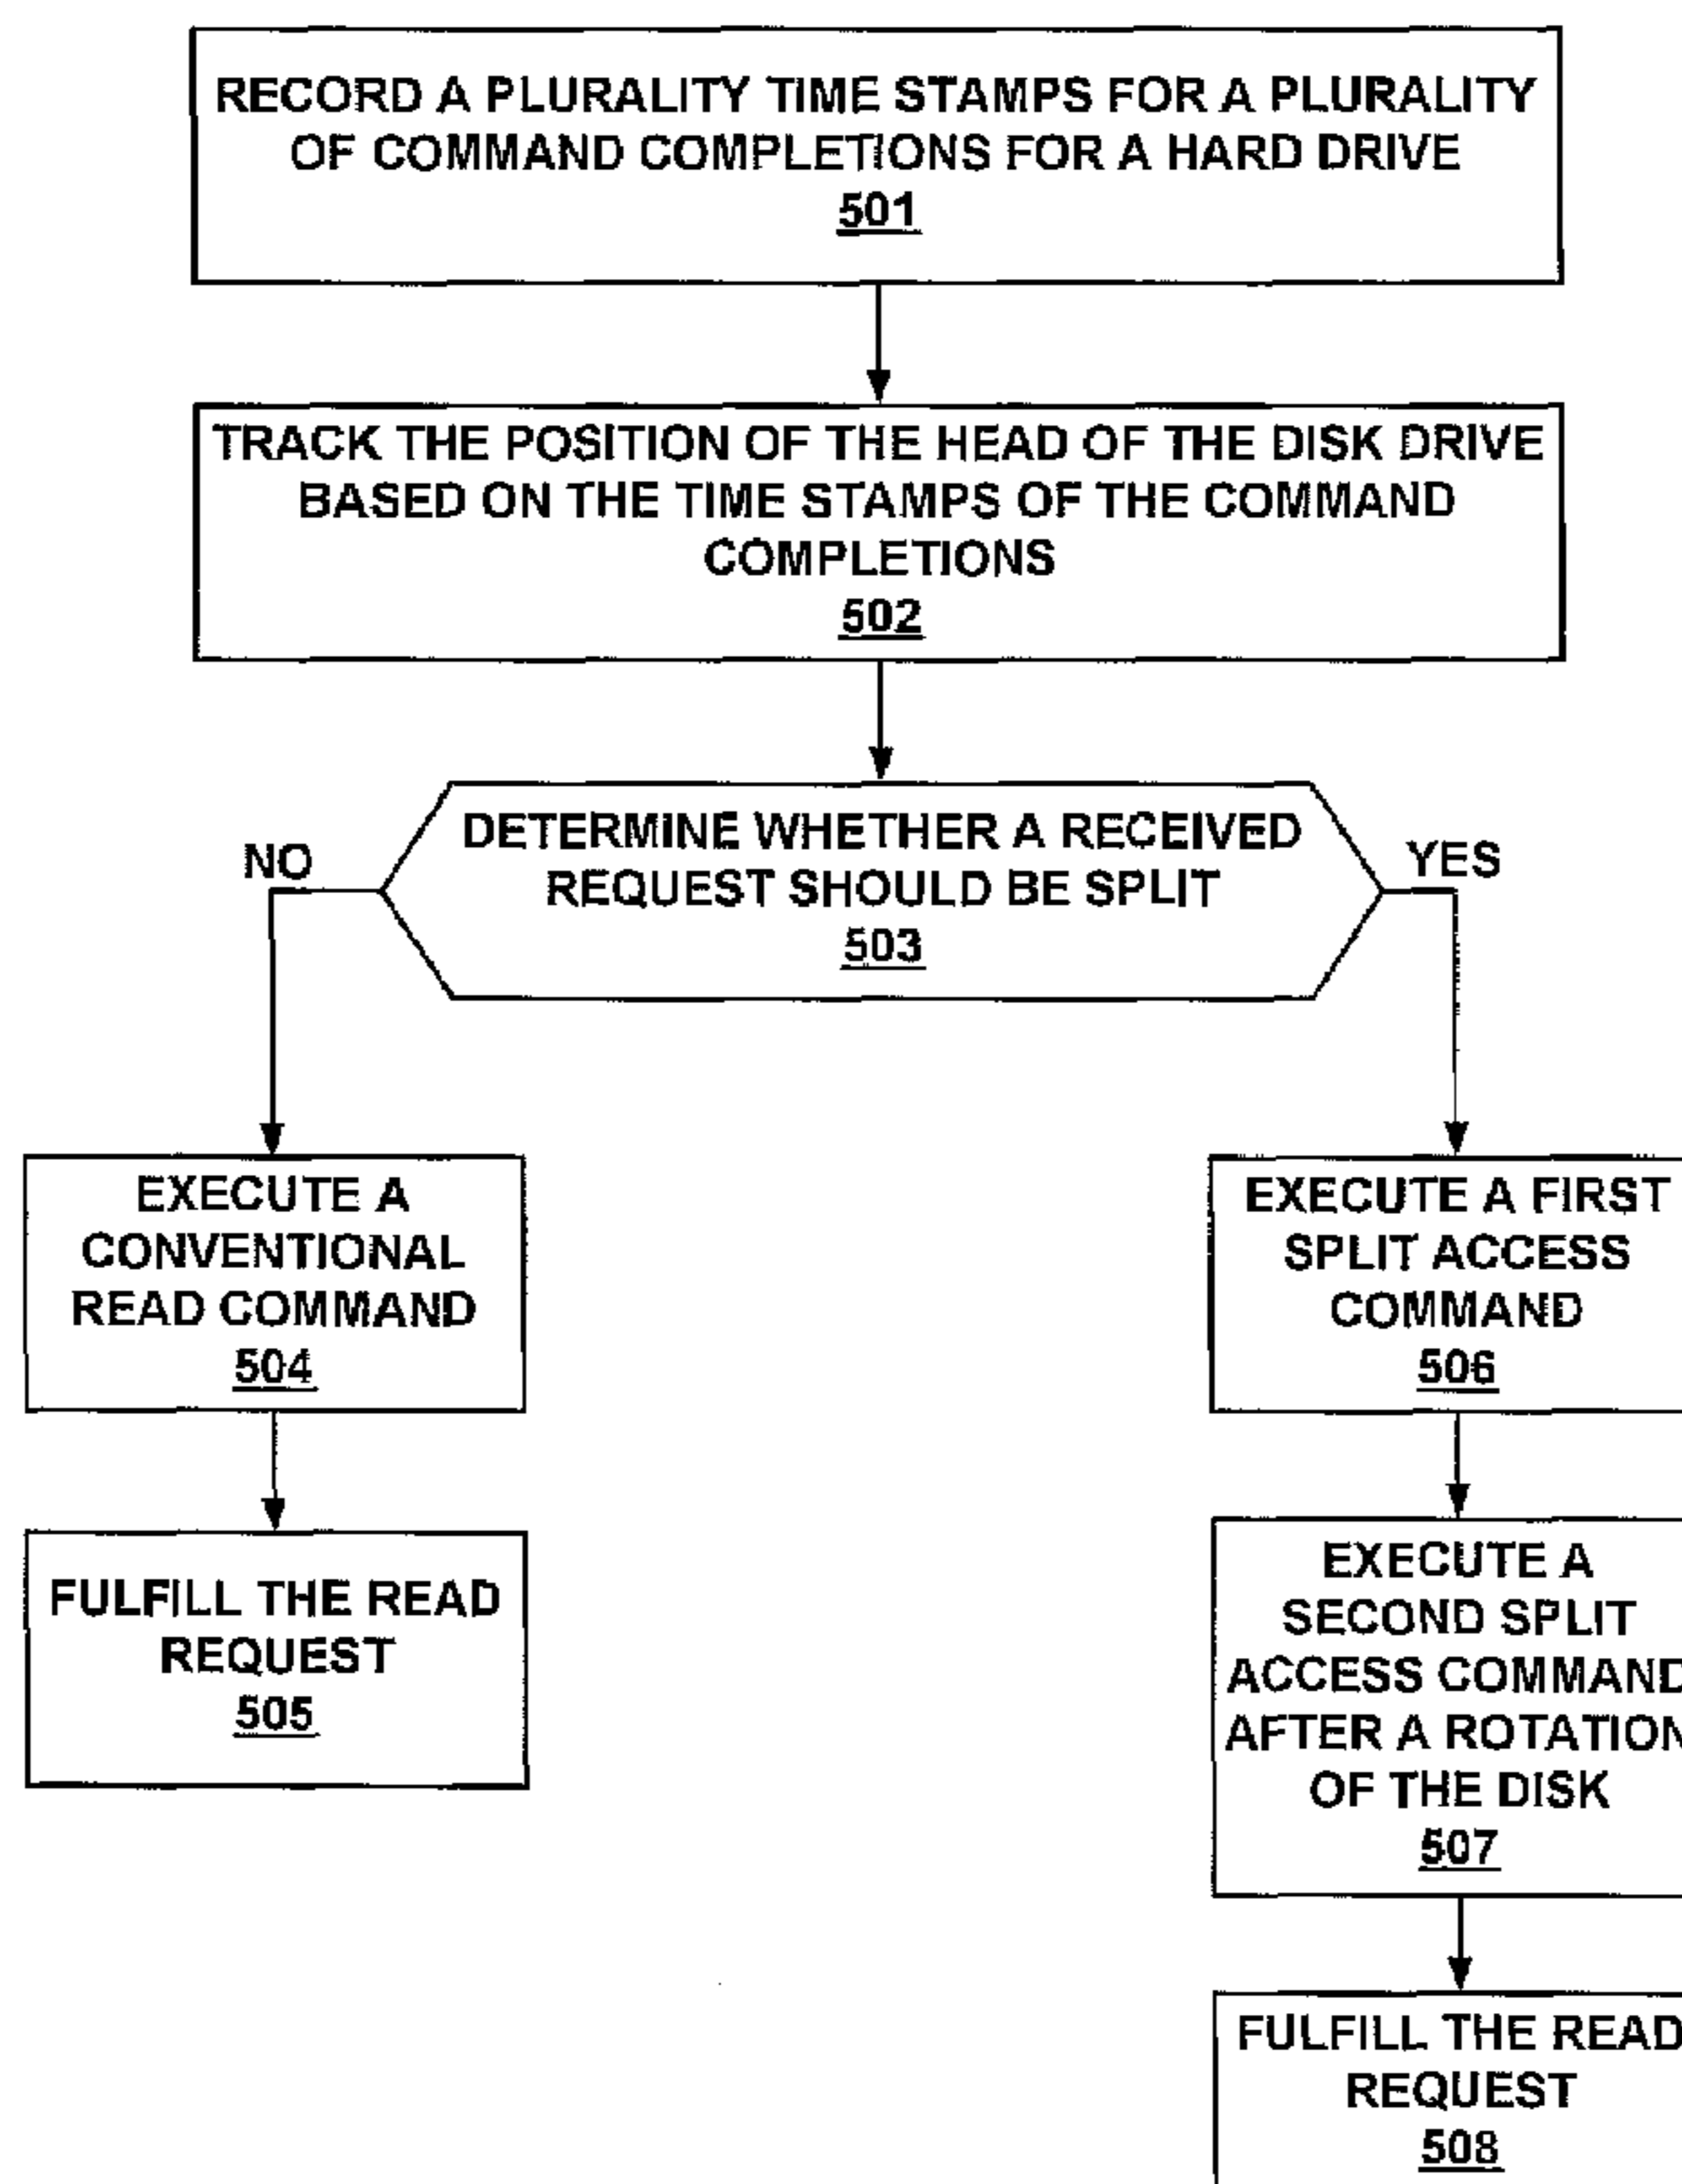 RECORD A PLURALITY TIME STAMPS FOR A PLURALITY
OF COMMAND COMPLETIONS FOR A HARD DRIVE
501
TRACK THE POSITION OF THE HEAD OF THE DISK DRIVE
BASED ON THE TIME STAMPS OF THE COMMAND
COMPLETIONS
502
DETERMINE WHETHER A RECEIVED
REQUEST SHOULD BE SPLIT
503
NO
YES
EXECUTE A
CONVENTIONAL
READ COMMAND
504
FULFILL THE READ
REQUEST
505
EXECUTE A FIRST
SPLIT ACCESS
COMMAND
506
EXECUTE A
SECOND SPLIT
ACCESS COMMAND
AFTER A ROTATION
OF THE DISK
507
FULFILL THE READ
REQUEST
508